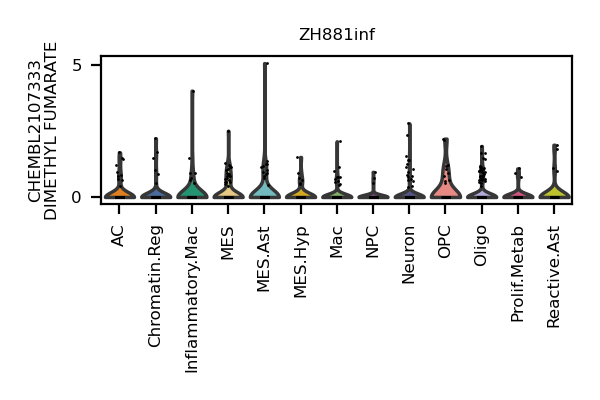 ZH881inf
CHEMBL2107333
DIMETHYL FUMARATE
5
0
AC
Chromatin.Reg
Inflammatory.Mac
MES
MES.Ast
MES.Hyp
Mac
NPC
Neuron
OPC
Oligo
Prolif.Metab
Reactive.Ast